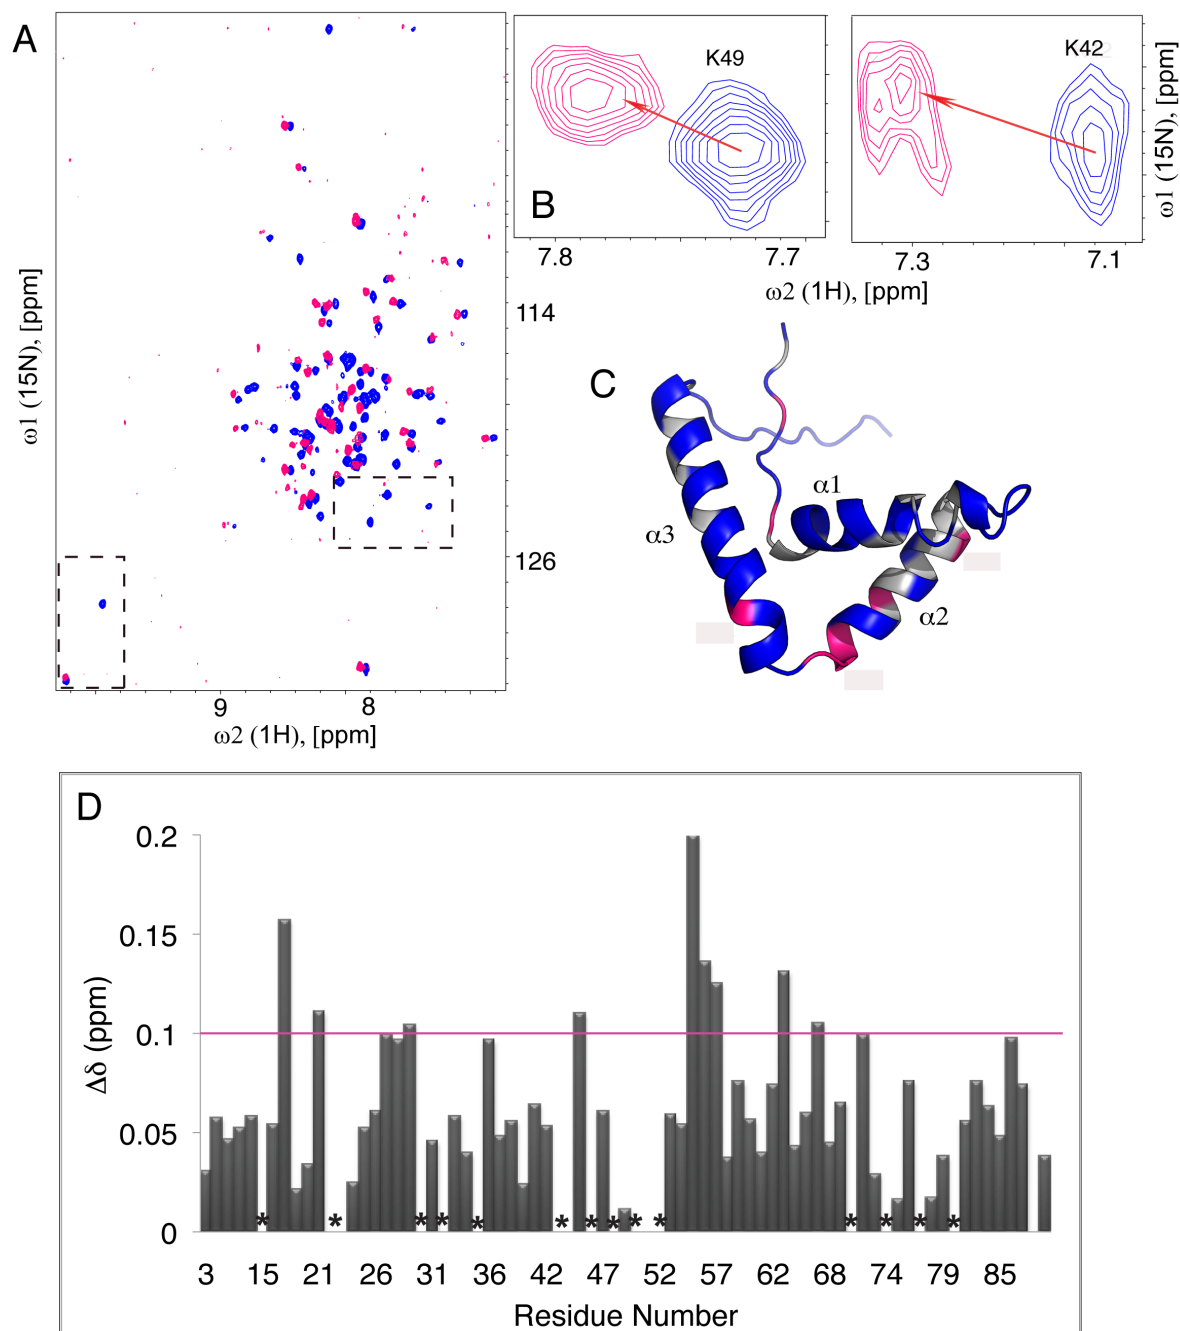 A
ω1 (15N), [ppm]
114
126
9
8
ω2 (1H), [ppm]
B
K49
K42
ω1 (15N), [ppm]
7.8
7.7
7.3
7.1
ω2 (1H), [ppm]
C
α1
α3
α2
D
0.2
0.15
0.1
0.05
0
Δδ (ppm)
* * * * * * * * * * * * * *
3 15 21 26 31 36 42 47 52 57 62 68 74 79 85
Residue Number